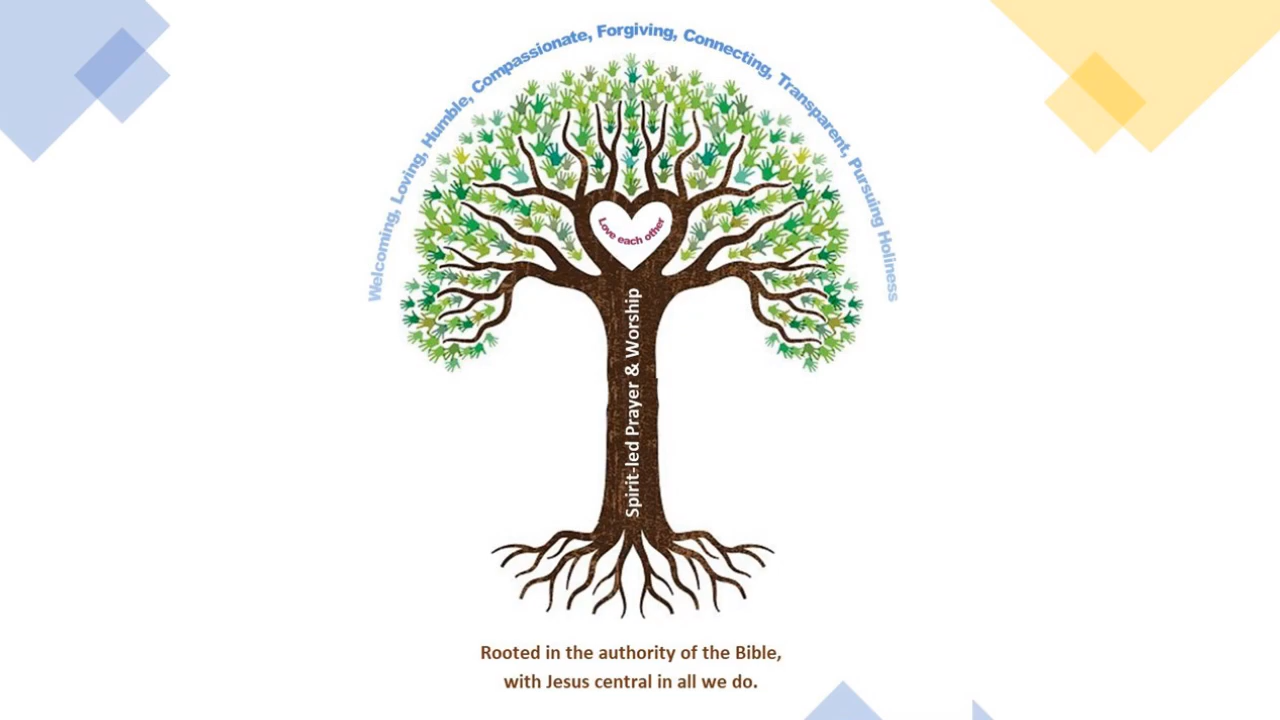 Welcoming, Loving, Humble, Compassionate, Forgiving, Connecting, Transparent, Pursuing Holiness
Love each other
Spirit-led Prayer & Worship
Rooted in the authority of the Bible,
with Jesus central in all we do.